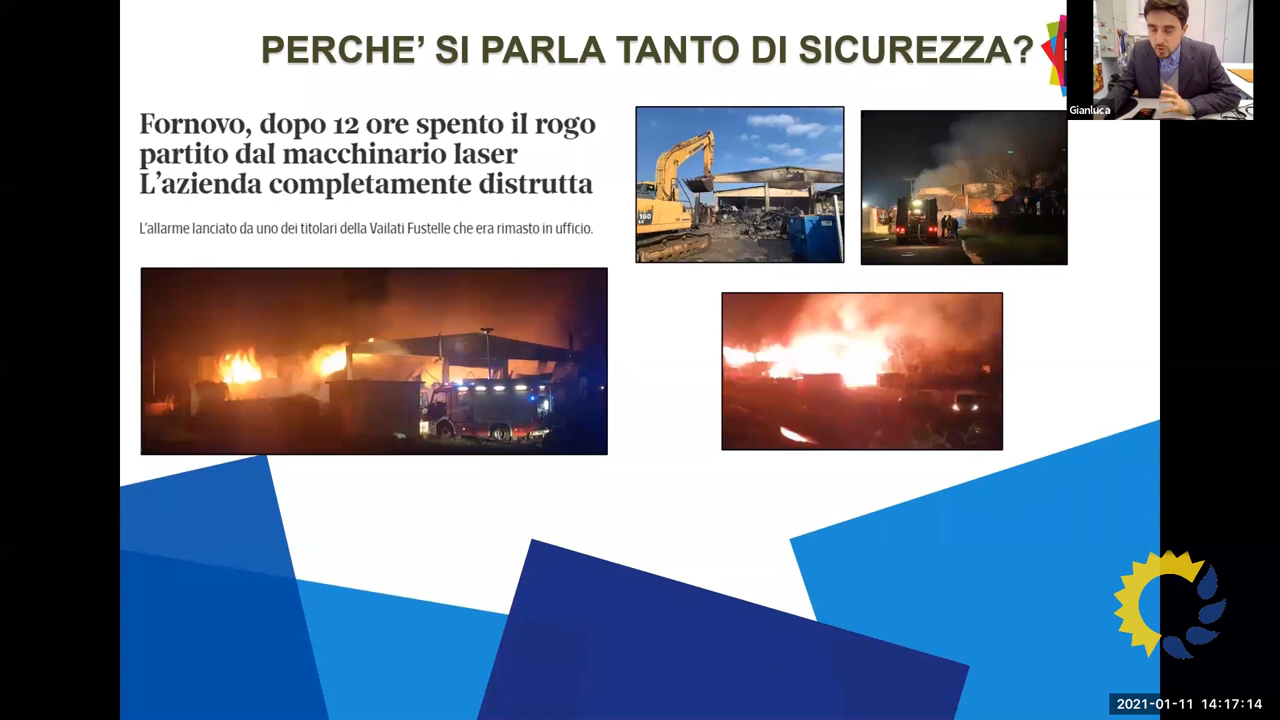 PERCHE’ SI PARLA TANTO DI SICUREZZA?
Gianluca
Fornovo, dopo 12 ore spento il rogo
partito dal macchinario laser
L’azienda completamente distrutta
L’allarme lanciato da uno dei titolari della Vailati Fustelle che era rimasto in ufficio.
160
2021-01-11 14:17:14